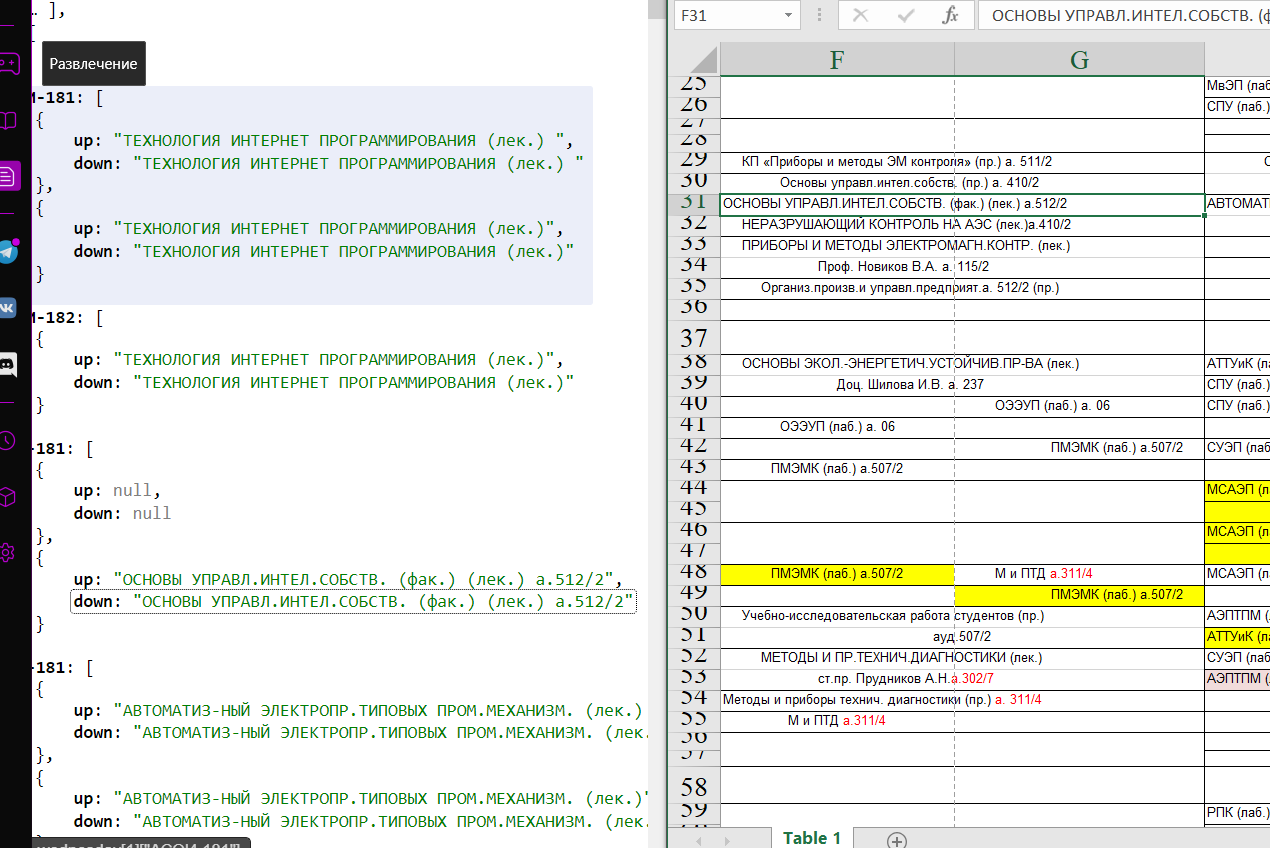 … ],
[
Развлечение
-181: [
{
up: "ТЕХНОЛОГИЯ ИНТЕРНЕТ ПРОГРАММИРОВАНИЯ (лек.) ",
down: "ТЕХНОЛОГИЯ ИНТЕРНЕТ ПРОГРАММИРОВАНИЯ (лек.) "
},
{
up: "ТЕХНОЛОГИЯ ИНТЕРНЕТ ПРОГРАММИРОВАНИЯ (лек.)",
down: "ТЕХНОЛОГИЯ ИНТЕРНЕТ ПРОГРАММИРОВАНИЯ (лек.)"
}
-182: [
{
up: "ТЕХНОЛОГИЯ ИНТЕРНЕТ ПРОГРАММИРОВАНИЯ (лек.)",
down: "ТЕХНОЛОГИЯ ИНТЕРНЕТ ПРОГРАММИРОВАНИЯ (лек.)"
}
-181: [
{
up: null,
down: null
},
{
up: "ОСНОВЫ УПРАВЛ.ИНТЕЛ.СОБСТВ. (фак.) (лек.) а.512/2",
down: "ОСНОВЫ УПРАВЛ.ИНТЕЛ.СОБСТВ. (фак.) (лек.) а.512/2"
}
-181: [
{
up: "АВТОМАТИЗ-НЫЙ ЭЛЕКТРОПР.ТИПОВЫХ ПРОМ.МЕХАНИЗМ. (лек.)
down: "АВТОМАТИЗ-НЫЙ ЭЛЕКТРОПР.ТИПОВЫХ ПРОМ.МЕХАНИЗМ. (лек.
},
{
up: "АВТОМАТИЗ-НЫЙ ЭЛЕКТРОПР.ТИПОВЫХ ПРОМ.МЕХАНИЗМ. (лек.)"
down: "АВТОМАТИЗ-НЫЙ ЭЛЕКТРОПР.ТИПОВЫХ ПРОМ.МЕХАНИЗМ. (лек.
F31 fx ОСНОВЫ УПРАВЛ.ИНТЕЛ.СОБСТВ. (ф
F G
25 МвЭП (лаб
26 СПУ (лаб.)
27
28
29 КП «Приборы и методы ЭМ контроля» (пр.) а. 511/2
30 Основы управл.интел.собств. (пр.) а. 410/2
31 ОСНОВЫ УПРАВЛ.ИНТЕЛ.СОБСТВ. (фак.) (лек.) а.512/2 АВТОМАТ
32 НЕРАЗРУШАЮЩИЙ КОНТРОЛЬ НА АЭС (лек.)а.410/2
33 ПРИБОРЫ И МЕТОДЫ ЭЛЕКТРОМАГН.КОНТР. (лек.)
34 Проф. Новиков В.А. а. 115/2
35 Организ.произв.и управл.предприят.а. 512/2 (пр.)
36
37
38 ОСНОВЫ ЭКОЛ.-ЭНЕРГЕТИЧ.УСТОЙЧИВ.ПР-ВА (лек.) АТТУиК (ла
39 Доц. Шилова И.В. а. 237 СПУ (лаб.)
40 ОЭЭУП (лаб.) а. 06 СПУ (лаб.)
41 ОЭЭУП (лаб.) а. 06
42 ПМЭМК (лаб.) а.507/2 СУЭП (лаб
43 ПМЭМК (лаб.) а.507/2
44 МСАЭП (ла
45
46 МСАЭП (ла
47
48 ПМЭМК (лаб.) а.507/2 М и ПТД а.311/4 МСАЭП (ла
49 ПМЭМК (лаб.) а.507/2
50 Учебно-исследовательская работа студентов (пр.) АЭПТПМ (
51 ауд.507/2 АТТУиК (ла
52 МЕТОДЫ И ПР.ТЕХНИЧ.ДИАГНОСТИКИ (лек.) СУЭП (лаб
53 ст.пр. Прудников А.Н.а.302/7 АЭПТПМ (
54 Методы и приборы технич. диагностики (пр.) а. 311/4
55 М и ПТД а.311/4
56
57
58
59 РПК (лаб.)
Table 1